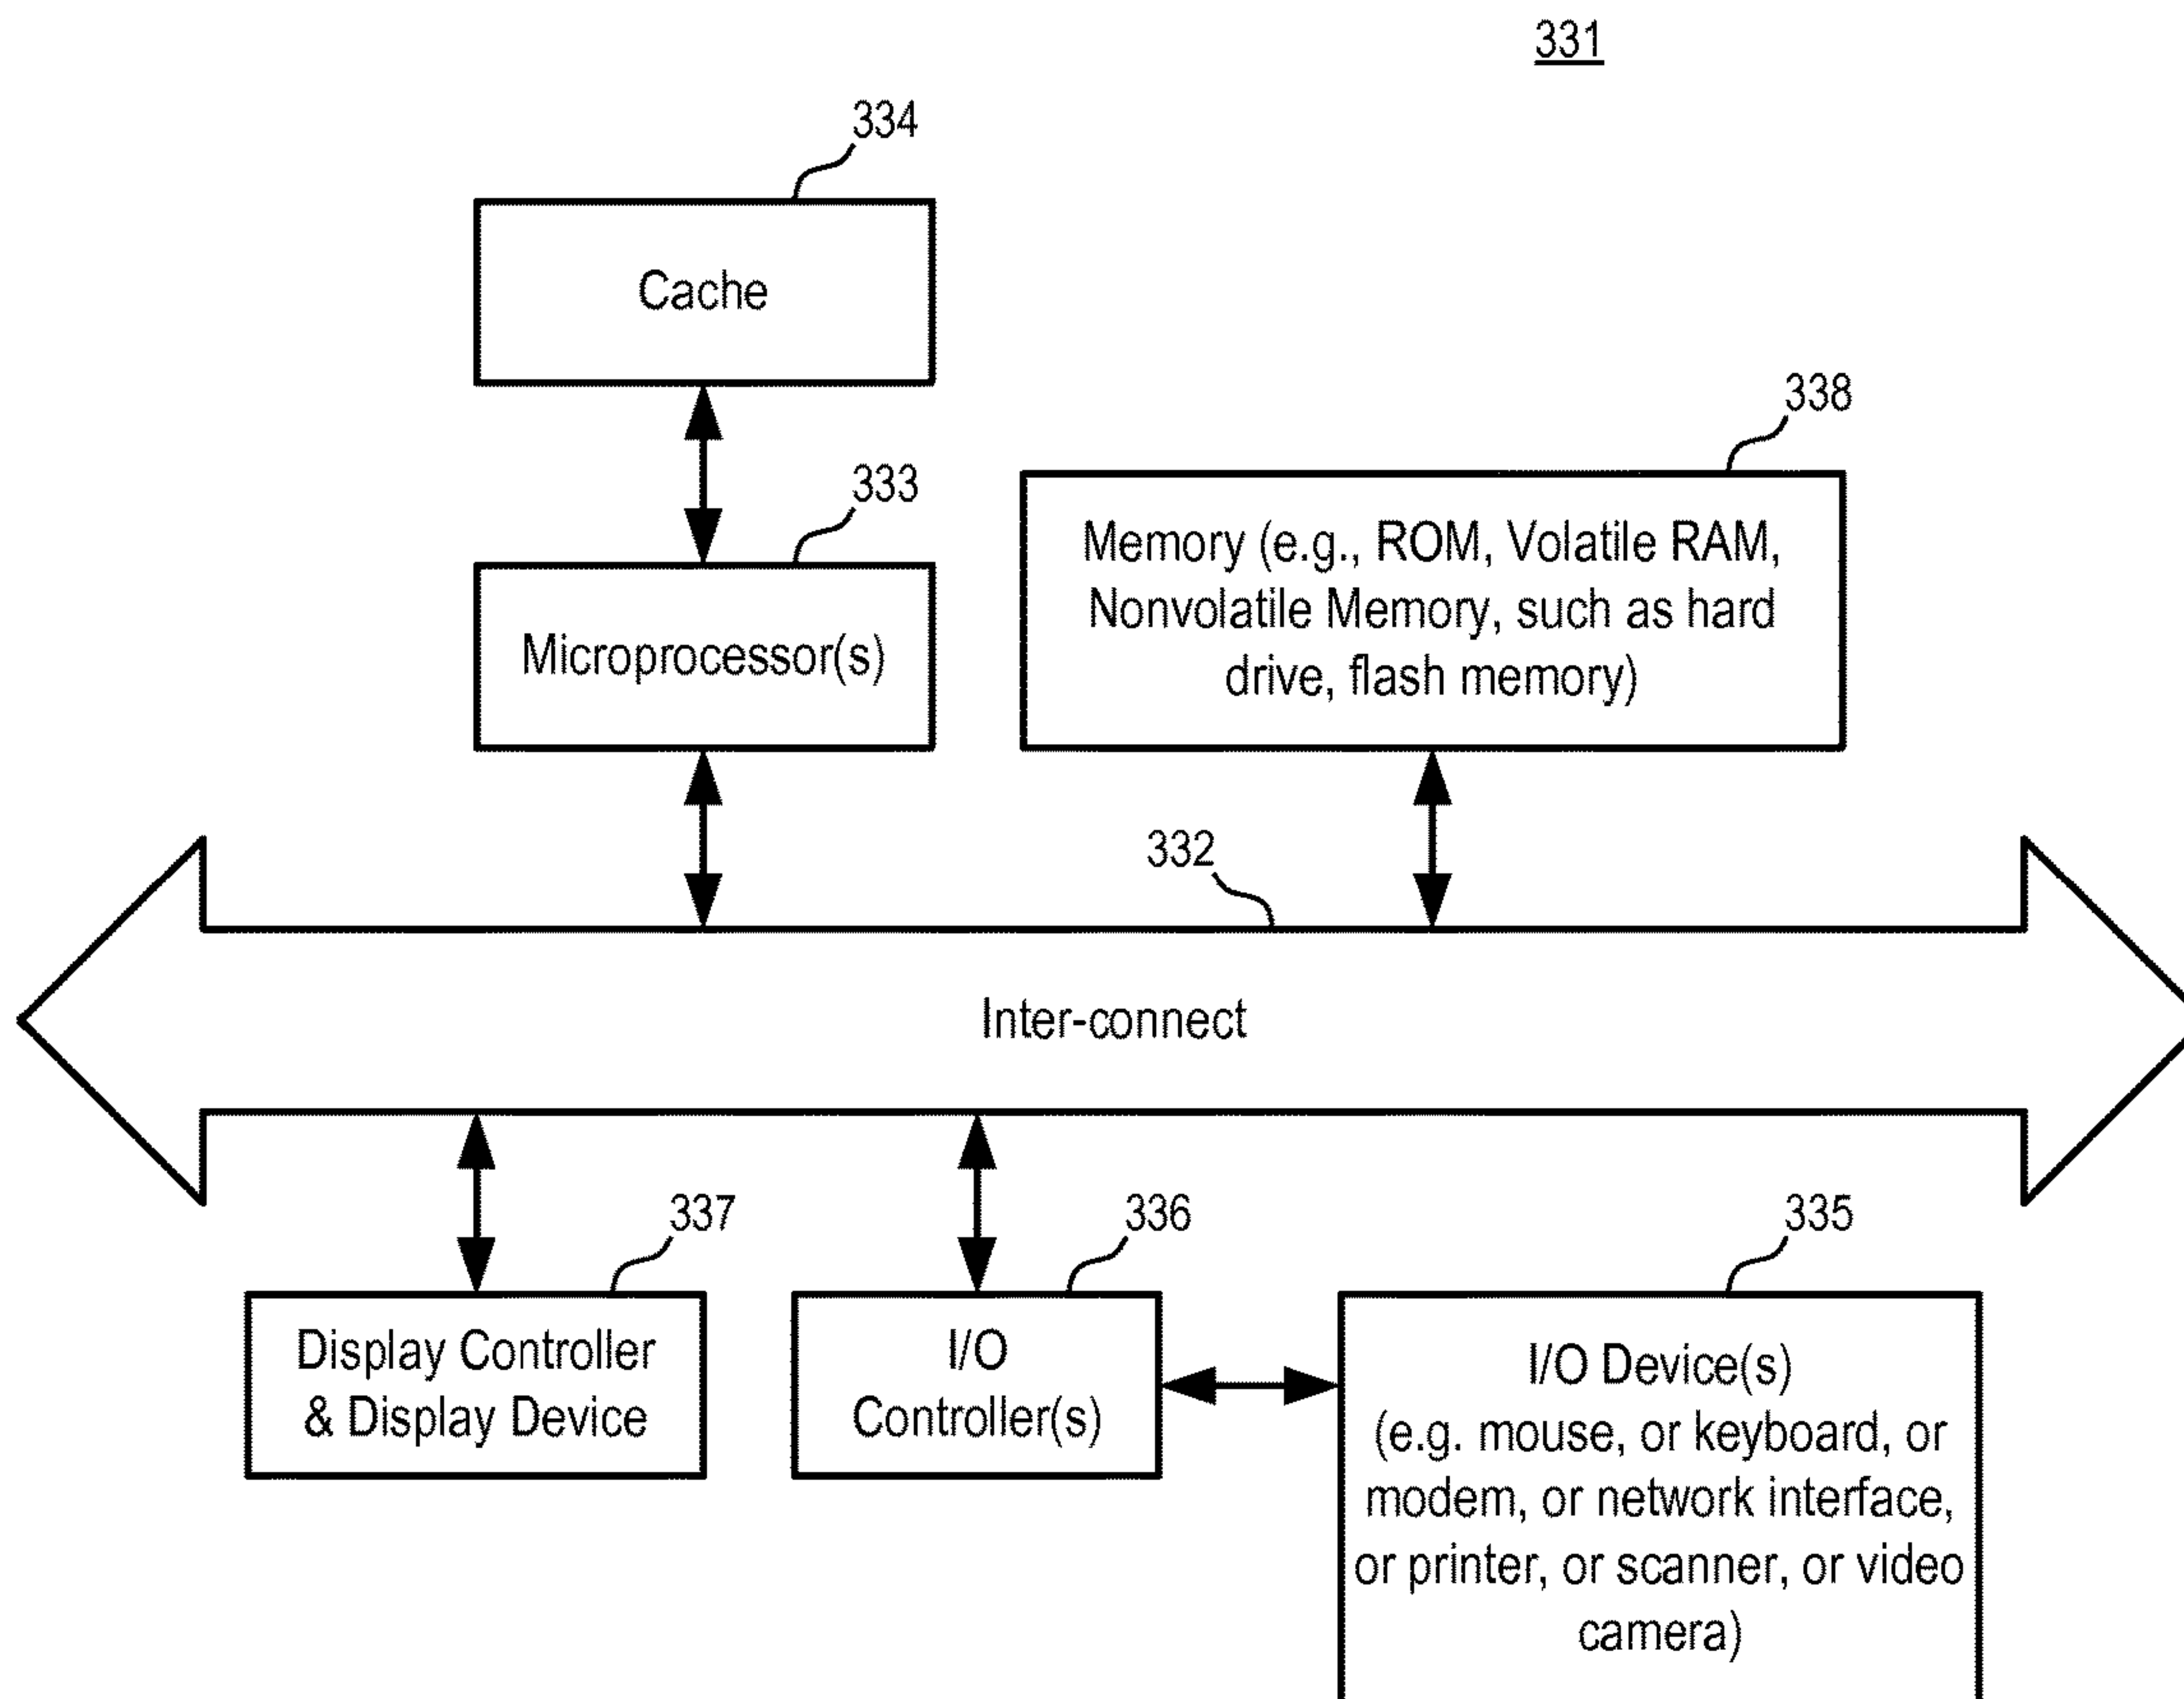 331
334
Cache
338
333
Memory (e.g., ROM, Volatile RAM,
Nonvolatile Memory, such as hard
drive, flash memory)
Microprocessor(s)
332
Inter-connect
337
336
335
Display Controller
& Display Device
I/O
Controller(s)
I/O Device(s)
(e.g. mouse, or keyboard, or
modem, or network interface,
or printer, or scanner, or video
camera)